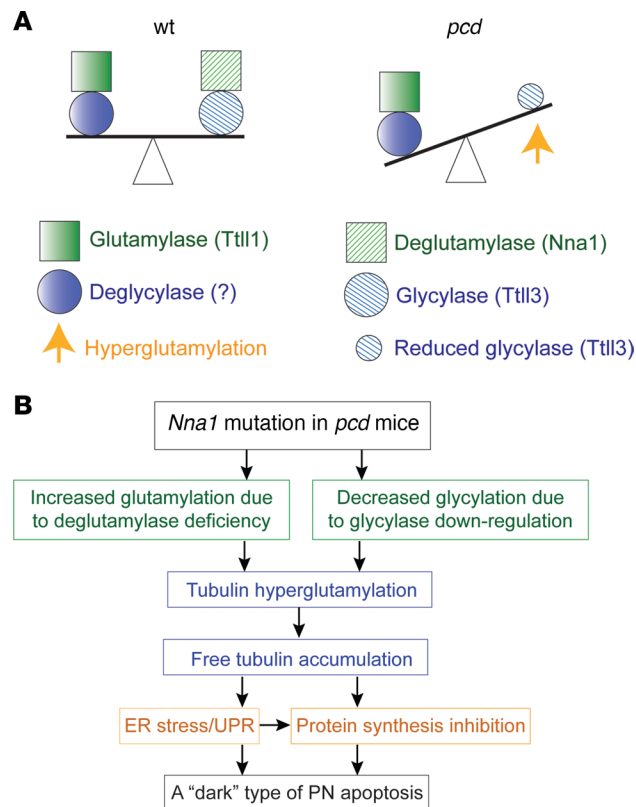 A
wt
pcd
Glutamylase (Ttll1)
Deglutamylase (Nna1)
Deglycylase (?)
Glycylase (Ttll3)
Hyperglutamylation
Reduced glycylase (Ttll3)
B
Nna1 mutation in pcd mice
Increased glutamylation due
to deglutamylase deficiency
Decreased glycylation due
to glycylase down-regulation
Tubulin hyperglutamylation
Free tubulin accumulation
ER stress/UPR
Protein synthesis inhibition
A “dark” type of PN apoptosis